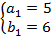 {a₁ = 5
b₁ = 6